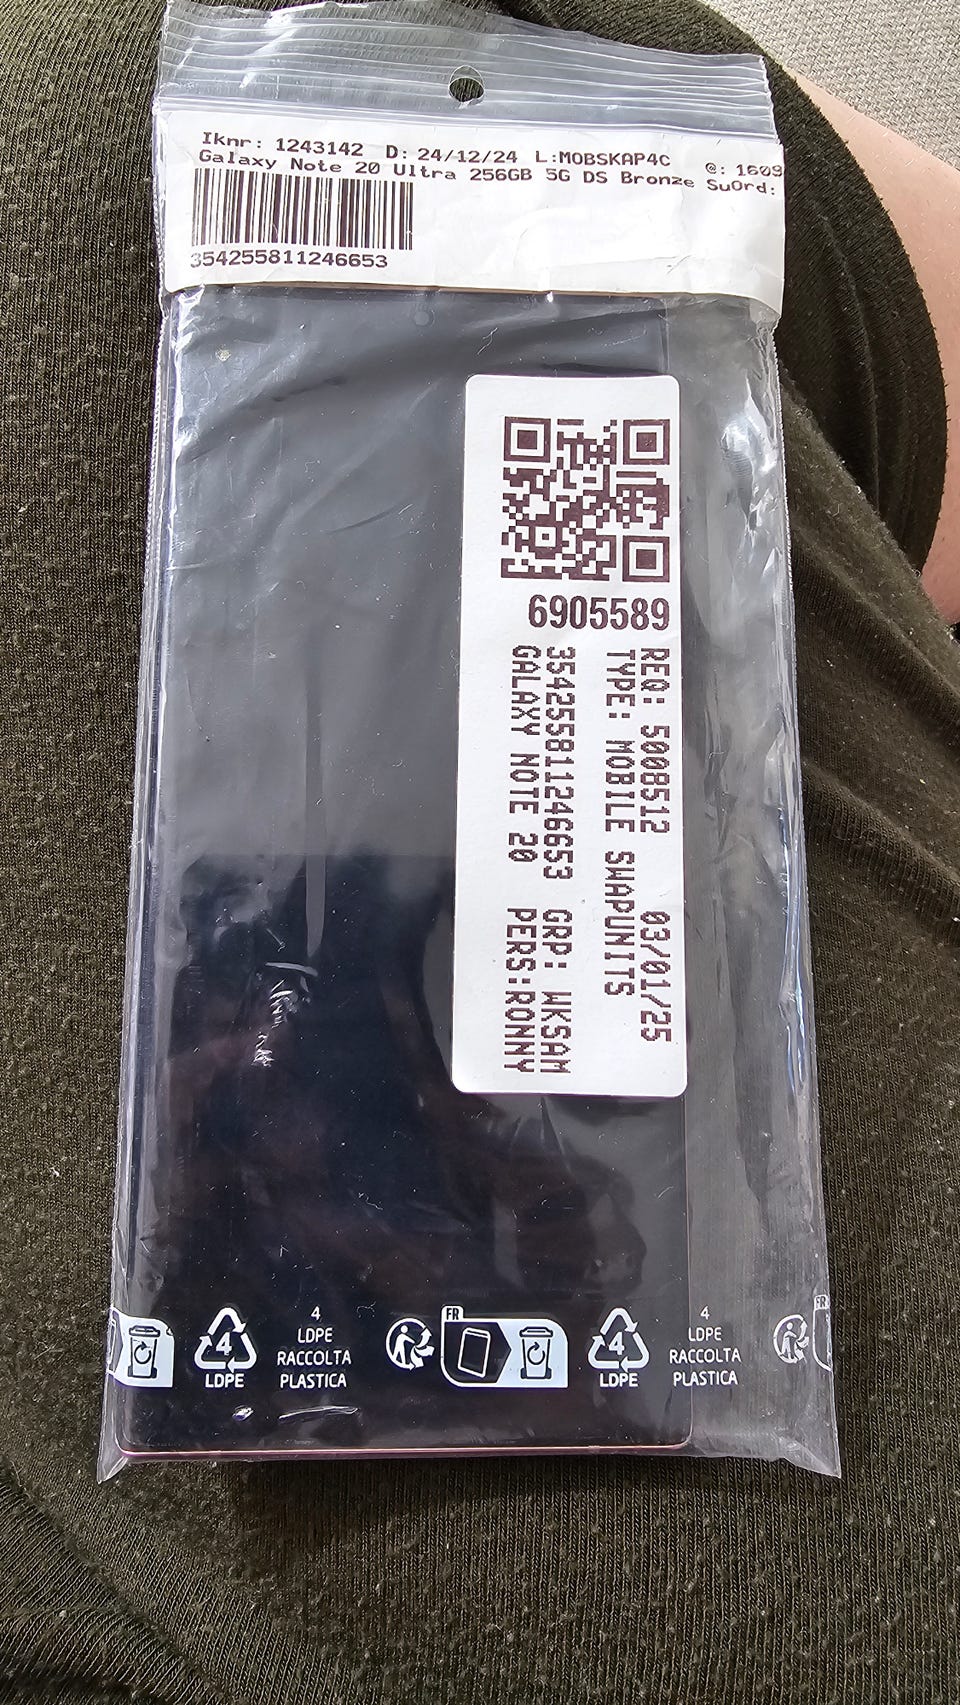 Iknr: 1243142 D: 24/12/24 L:MOBSKAP4C @: 1609
Galaxy Note 20 Ultra 256GB 5G DS Bronze SuOrd:
354255811246653
6905589
REQ: 5008512 03/01/25
TYPE: MOBILE SWAPUNITS
354255811246653 GRP: WKSAM
GALAXY NOTE 20 PERS:RONNY
4
LDPE
RACCOLTA
PLASTICA
4
LDPE
FR
4
LDPE
RACCOLTA
PLASTICA
4
LDPE
FR